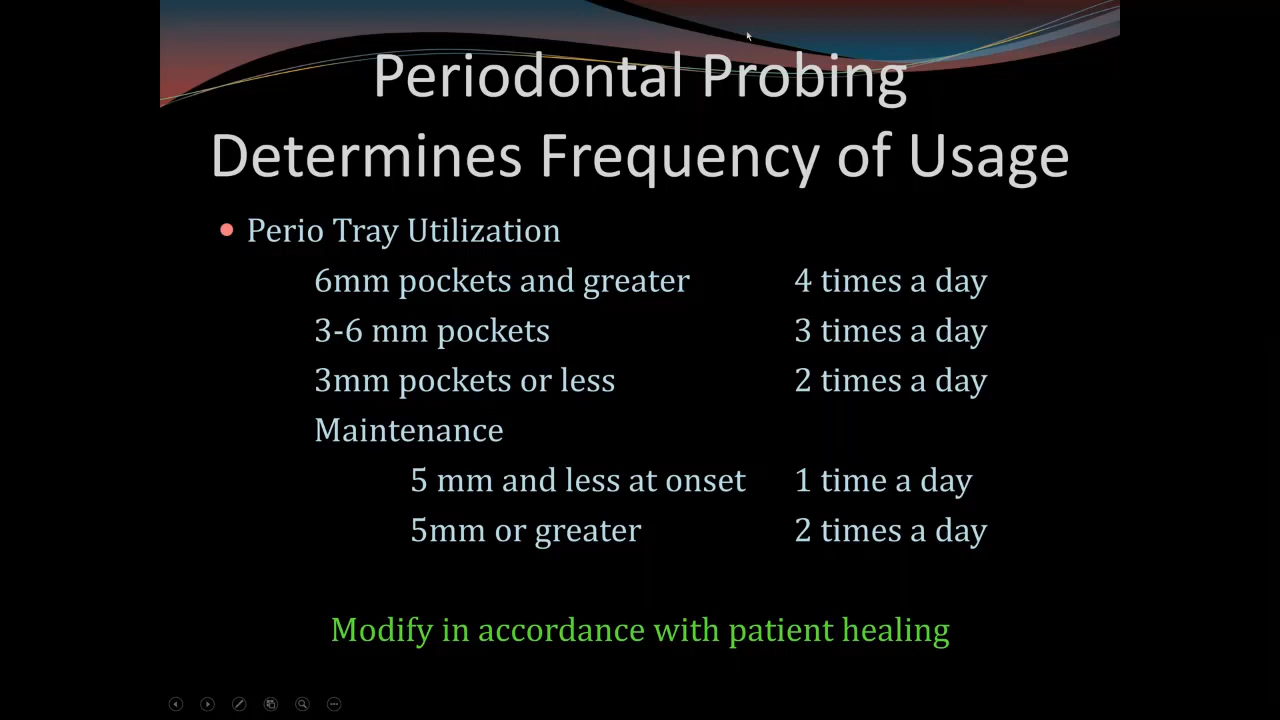 Periodontal Probing
Determines Frequency of Usage
• Perio Tray Utilization
6mm pockets and greater 4 times a day
3-6 mm pockets 3 times a day
3mm pockets or less 2 times a day
Maintenance
5 mm and less at onset 1 time a day
5mm or greater 2 times a day
Modify in accordance with patient healing